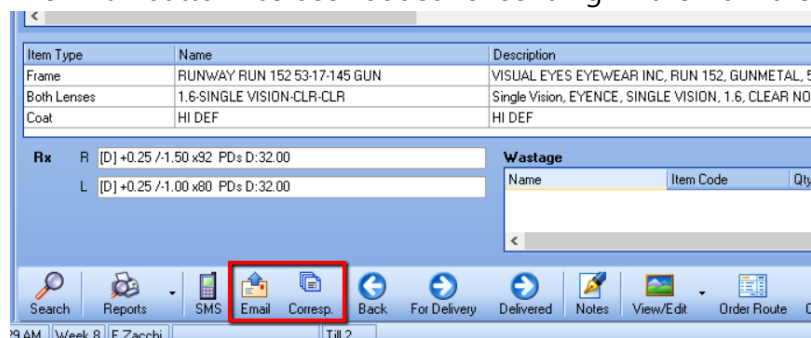 Item Type Name Description
Frame RUNWAY RUN 152 53-17-145 GUN VISUAL EYES EYEWEAR INC, RUN 152, GUNMETAL, 5
Both Lenses 1.6-SINGLE VISION-CLR-CLR Single Vision, EYENCE, SINGLE VISION, 1.6, CLEAR NO
Coat HI DEF HI DEF
Rx R [D] +0.25 /-1.50 x92 PDs D:32.00 Wastage
Name Item Code Qty
L [D] +0.25 /-1.00 x80 PDs D:32.00
Search Reports SMS Email Corresp. Back For Delivery Delivered Notes View/Edit Order Route
29 AM Week 8 F Zacchi Till 2